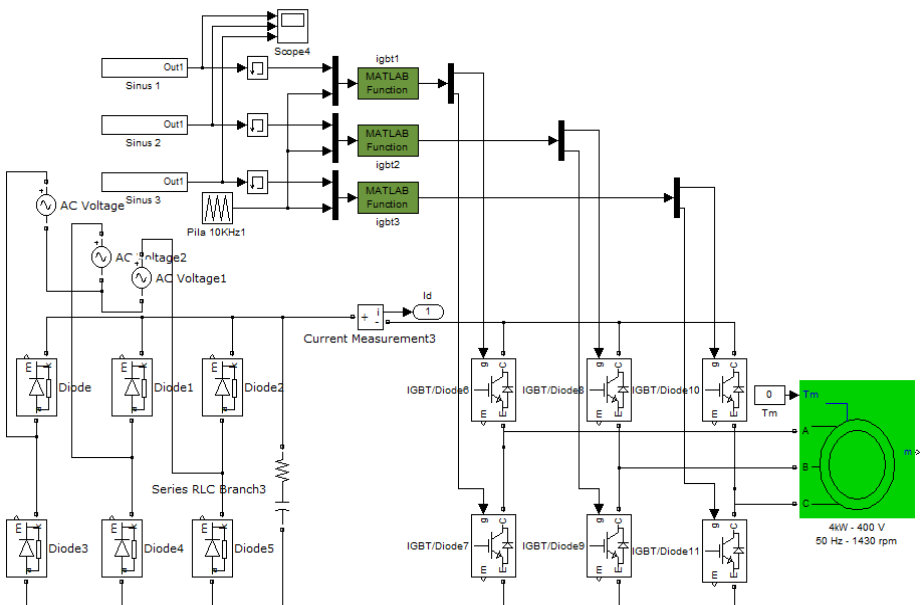 Scope4
igbt1
Out1
Sinus 1
MATLAB
Function
Out1
Sinus 2
MATLAB
Function
igbt2
Out1
Sinus 3
MATLAB
Function
igbt3
Pila 10KHz1
+
AC Voltage
+
AC Voltage2
+
AC Voltage1
Id
+
-
i
1
Current Measurement3
E
K
Diode
E
K
Diode1
E
K
Diode2
g
C
m
E
IGBT/Diode6
g
C
m
E
IGBT/Diode8
g
C
m
E
IGBT/Diode10
0
Tm
Tm
A
B
C
m
Series RLC Branch3
E
K
Diode3
E
K
Diode4
E
K
Diode5
g
C
m
E
IGBT/Diode7
g
C
m
E
IGBT/Diode9
g
C
m
E
IGBT/Diode11
4kW - 400 V
50 Hz - 1430 rpm